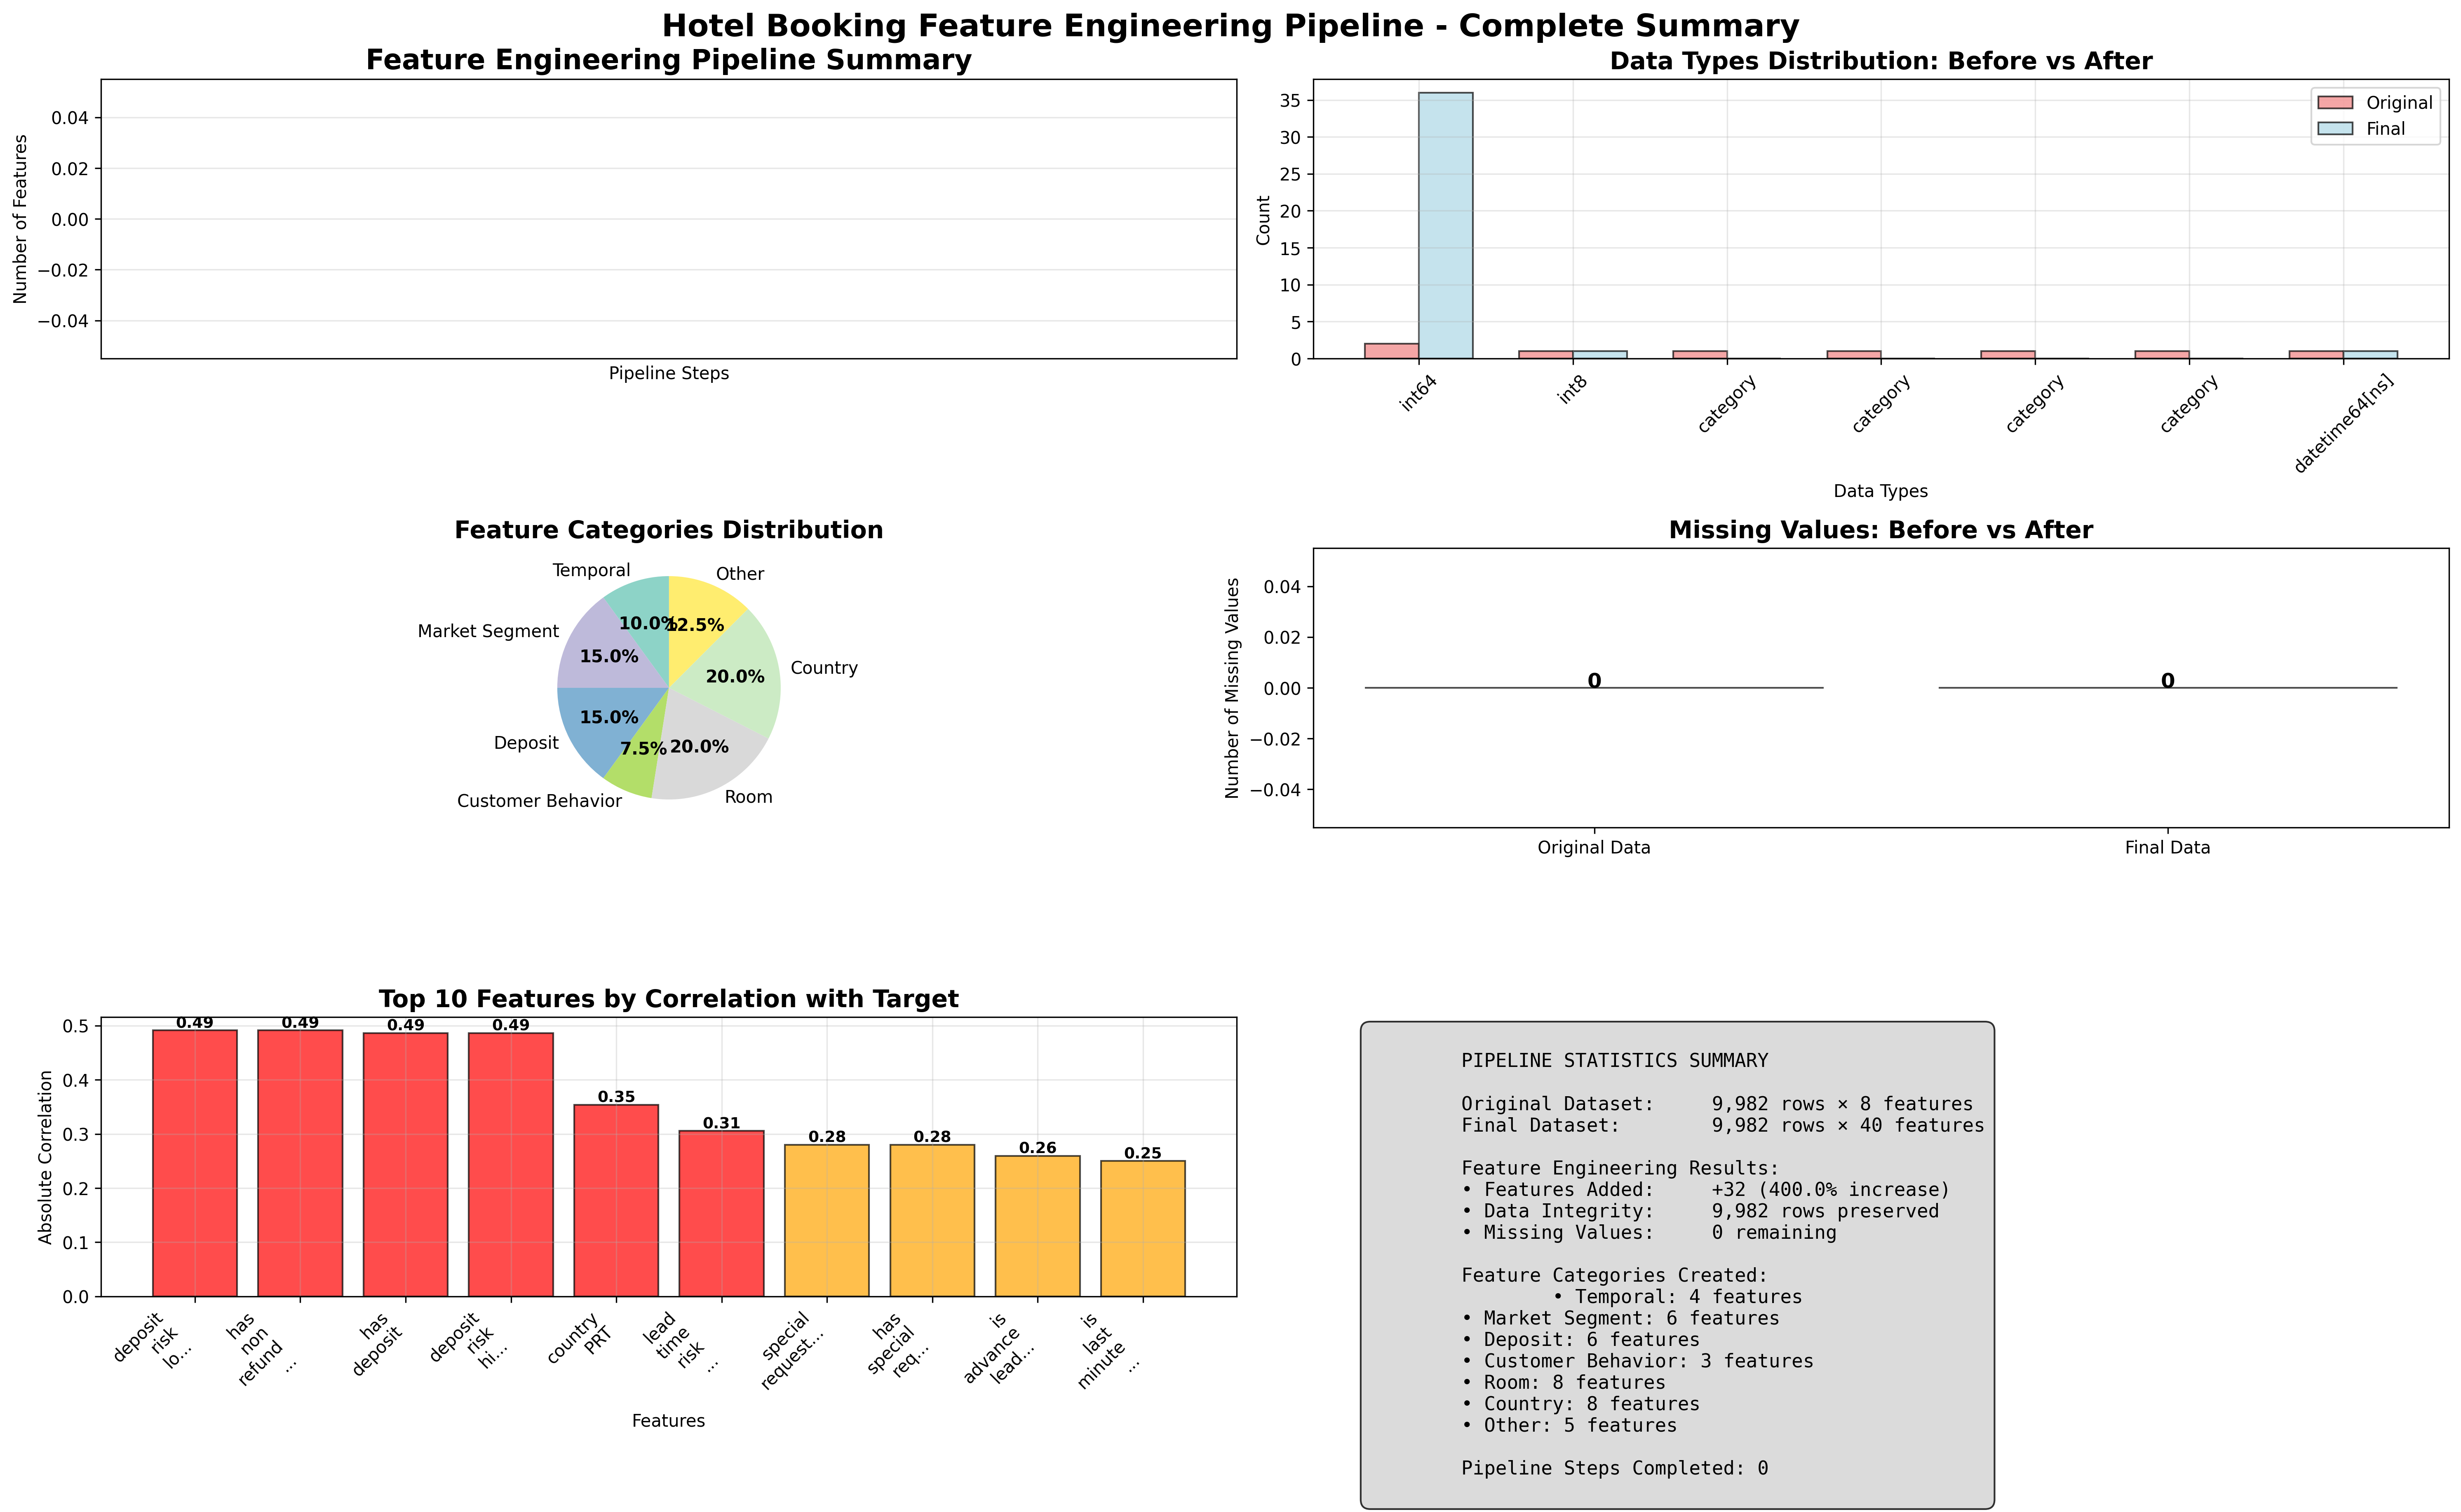 Hotel Booking Feature Engineering Pipeline - Complete Summary
Feature Engineering Pipeline Summary
Number of Features
0.04
0.02
0.00
−0.02
−0.04
Pipeline Steps
Data Types Distribution: Before vs After
Count
35
30
25
20
15
10
5
0
Original
Final
int64
int8
category
category
category
category
datetime64[ns]
Data Types
Feature Categories Distribution
Temporal
Other
Market Segment
Country
Deposit
Customer Behavior
Room
10.0%
12.5%
15.0%
20.0%
15.0%
7.5%
20.0%
Missing Values: Before vs After
Number of Missing Values
0.04
0.02
0.00
−0.02
−0.04
0
0
Original Data
Final Data
Top 10 Features by Correlation with Target
Absolute Correlation
0.5
0.4
0.3
0.2
0.1
0.0
0.49
0.49
0.49
0.49
0.35
0.31
0.28
0.28
0.26
0.25
deposit
risk
lo...
has
non
refund
...
has
deposit
deposit
risk
hi...
country
PRT
lead
time
risk
...
special
request...
has
special
req...
is
advance
lead...
is
last
minute
...
Features
PIPELINE STATISTICS SUMMARY
Original Dataset: 9,982 rows × 8 features
Final Dataset: 9,982 rows × 40 features
Feature Engineering Results:
• Features Added: +32 (400.0% increase)
• Data Integrity: 9,982 rows preserved
• Missing Values: 0 remaining
Feature Categories Created:
• Temporal: 4 features
• Market Segment: 6 features
• Deposit: 6 features
• Customer Behavior: 3 features
• Room: 8 features
• Country: 8 features
• Other: 5 features
Pipeline Steps Completed: 0